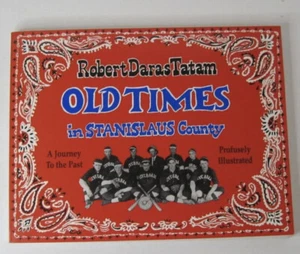 Robert Daras Tatam
OLD TIMES
in STANISLAUS County
A Journey
To the Past
Profusely
Illustrated